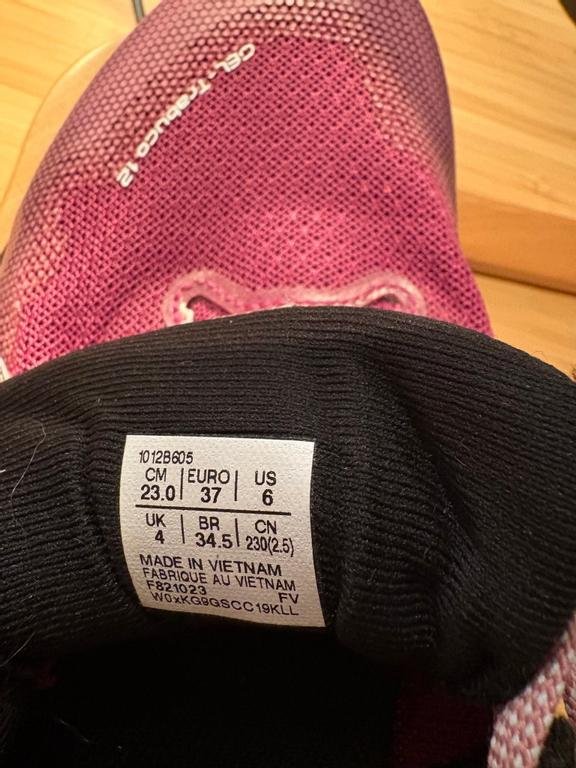 GEL-Trabuco 12
1012B605
CM EURO US
23.0 37 6
UK BR CN
4 34.5 230(2.5)
MADE IN VIETNAM
FABRIQUE AU VIETNAM
F821023 FV
W0xKG9GSCC19KLL